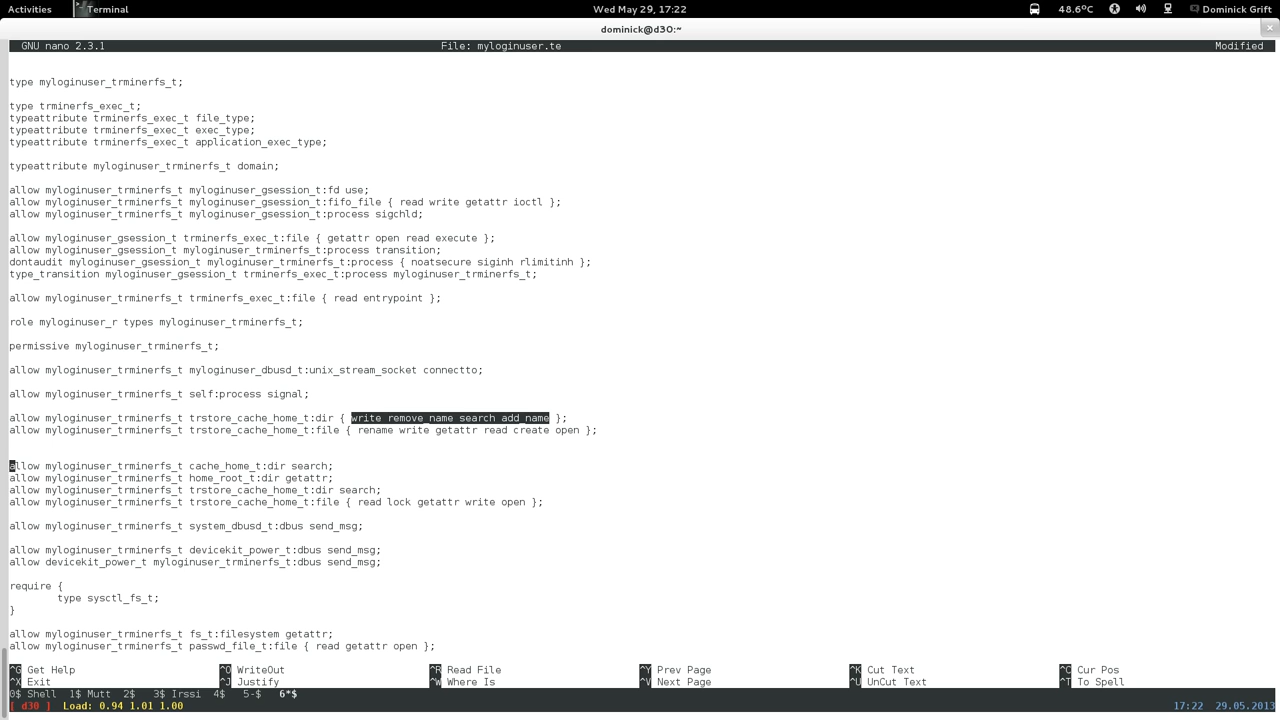 Activities Terminal Wed May 29, 17:22 48.6°C Dominick Grift
dominick@d30:~
GNU nano 2.3.1 File: myloginuser.te Modified
type myloginuser_trminerfs_t;
type trminerfs_exec_t;
typeattribute trminerfs_exec_t file_type;
typeattribute trminerfs_exec_t exec_type;
typeattribute trminerfs_exec_t application_exec_type;
typeattribute myloginuser_trminerfs_t domain;
allow myloginuser_trminerfs_t myloginuser_gsession_t:fd use;
allow myloginuser_trminerfs_t myloginuser_gsession_t:fifo_file { read write getattr ioctl };
allow myloginuser_trminerfs_t myloginuser_gsession_t:process sigchld;
allow myloginuser_gsession_t trminerfs_exec_t:file { getattr open read execute };
allow myloginuser_gsession_t myloginuser_trminerfs_t:process transition;
dontaudit myloginuser_gsession_t myloginuser_trminerfs_t:process { noatsecure siginh rlimitinh };
type_transition myloginuser_gsession_t trminerfs_exec_t:process myloginuser_trminerfs_t;
allow myloginuser_trminerfs_t trminerfs_exec_t:file { read entrypoint };
role myloginuser_r types myloginuser_trminerfs_t;
permissive myloginuser_trminerfs_t;
allow myloginuser_trminerfs_t myloginuser_dbusd_t:unix_stream_socket connectto;
allow myloginuser_trminerfs_t self:process signal;
allow myloginuser_trminerfs_t trstore_cache_home_t:dir { write remove_name search add_name };
allow myloginuser_trminerfs_t trstore_cache_home_t:file { rename write getattr read create open };
allow myloginuser_trminerfs_t cache_home_t:dir search;
allow myloginuser_trminerfs_t home_root_t:dir getattr;
allow myloginuser_trminerfs_t trstore_cache_home_t:dir search;
allow myloginuser_trminerfs_t trstore_cache_home_t:file { read lock getattr write open };
allow myloginuser_trminerfs_t system_dbusd_t:dbus send_msg;
allow myloginuser_trminerfs_t devicekit_power_t:dbus send_msg;
allow devicekit_power_t myloginuser_trminerfs_t:dbus send_msg;
require {
type sysctl_fs_t;
}
allow myloginuser_trminerfs_t fs_t:filesystem getattr;
allow myloginuser_trminerfs_t passwd_file_t:file { read getattr open };
^G Get Help ^O WriteOut ^R Read File ^Y Prev Page ^K Cut Text ^C Cur Pos
^X Exit ^J Justify ^W Where Is ^V Next Page ^U UnCut Text ^T To Spell
0$ Shell 1$ Mutt 2$ 3$ Irssi 4$ 5-$ 6*$
[ d30 ] Load: 0.94 1.01 1.00 17:22 29.05.2013